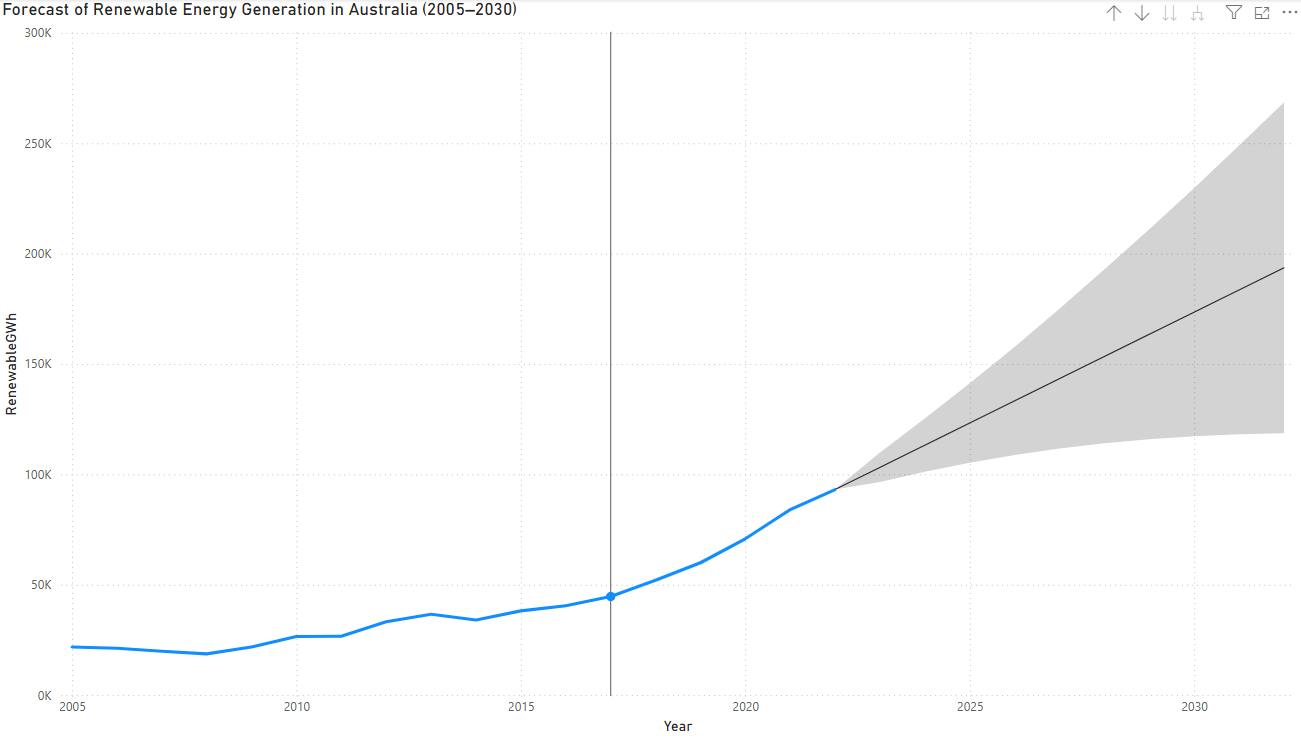 Forecast of Renewable Energy Generation in Australia (2005–2030)
300K
250K
200K
150K
100K
50K
0K
RenewableGWh
2005 2010 2015 2020 2025 2030
Year